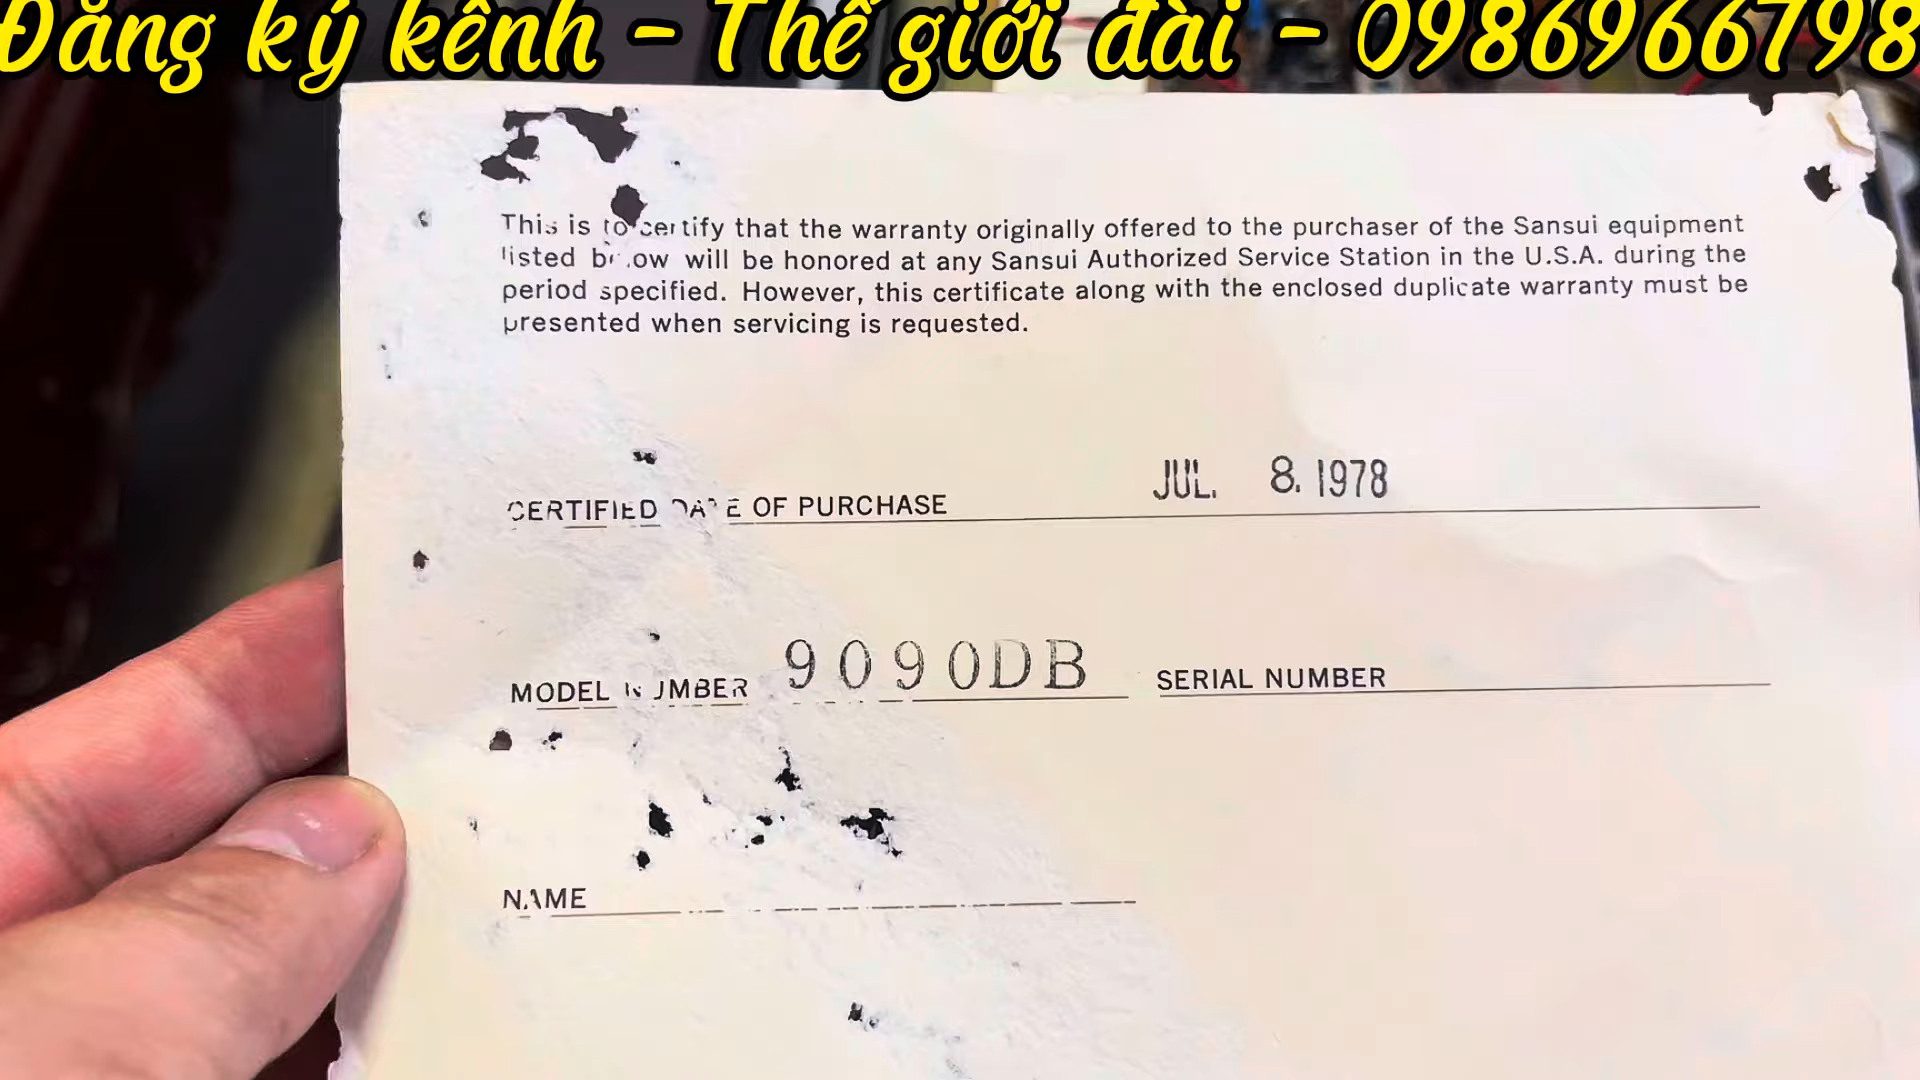 Đăng ký kênh - Thế giới đài - 0986966798
This is to certify that the warranty originally offered to the purchaser of the Sansui equipment
listed below will be honored at any Sansui Authorized Service Station in the U.S.A. during the
period specified. However, this certificate along with the enclosed duplicate warranty must be
presented when servicing is requested.
CERTIFIED DATE OF PURCHASE JUL. 8. 1978
MODEL NUMBER 9090DB SERIAL NUMBER
NAME